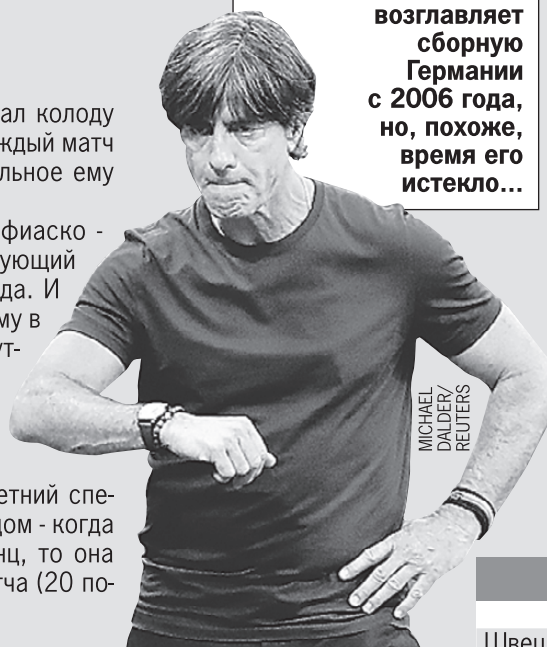 возглавляет
сборную
Германии
с 2006 года,
но, похоже,
время его
истекло...
ал колоду
ждый матч
льное ему
фиаско -
ующий
да. И
му в
ут-
етний спе-
дом - когда
нц, то она
тча (20 по-
MICHAEL
DALDER/
REUTERS
Швец